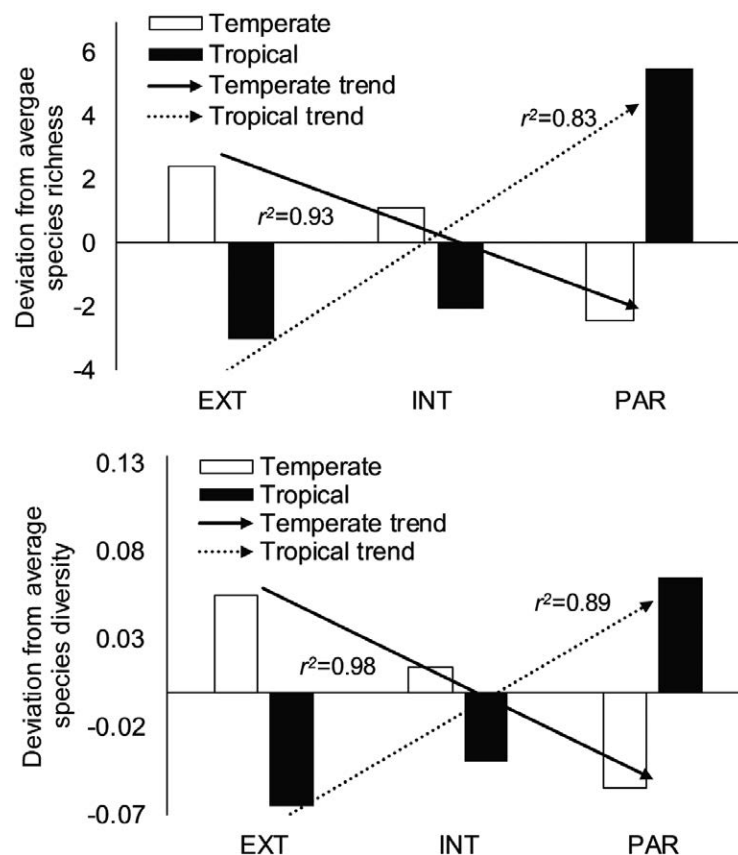 Deviation from avergae
species richness
6
4
2
0
-2
-4
Temperate
Tropical
Temperate trend
Tropical trend
r²=0.93
r²=0.83
EXT INT PAR
Deviation from average
species diversity
0.13
0.08
0.03
-0.02
-0.07
Temperate
Tropical
Temperate trend
Tropical trend
r²=0.98
r²=0.89
EXT INT PAR